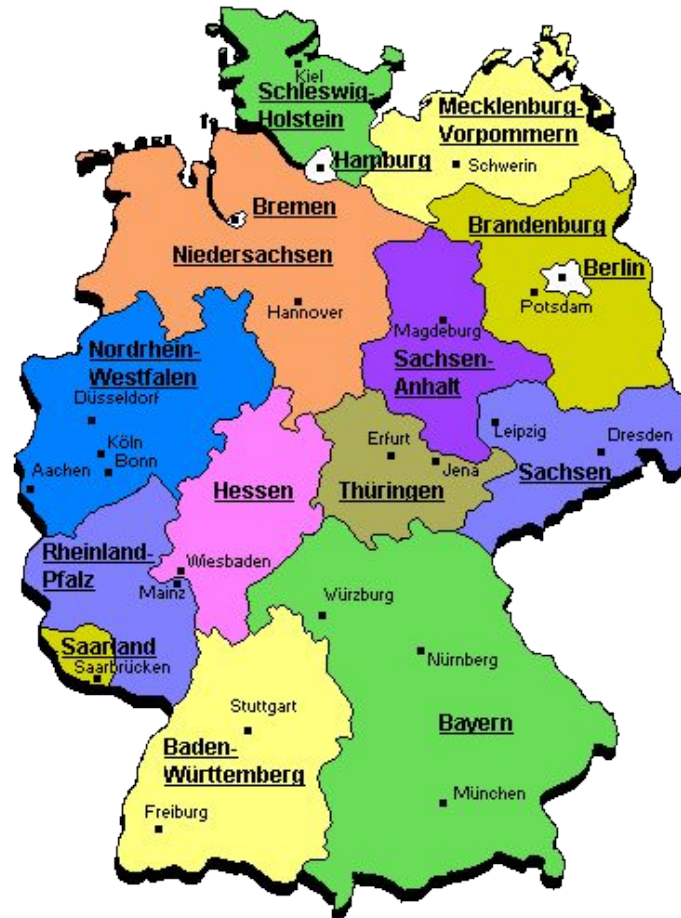 Kiel
Schleswig-
Holstein
Mecklenburg-
Vorpommern
Hamburg
Schwerin
Bremen
Brandenburg
Niedersachsen
Berlin
Potsdam
Hannover
Magdeburg
Nordrhein-
Westfalen
Sachsen-
Anhalt
Düsseldorf
Leipzig
Dresden
Köln
Erfurt
Aachen
Bonn
Jena
Sachsen
Hessen
Thüringen
Rheinland-
Pfalz
Wiesbaden
Mainz
Würzburg
Saarland
Saarbrücken
Nürnberg
Stuttgart
Bayern
Baden-
Württemberg
München
Freiburg